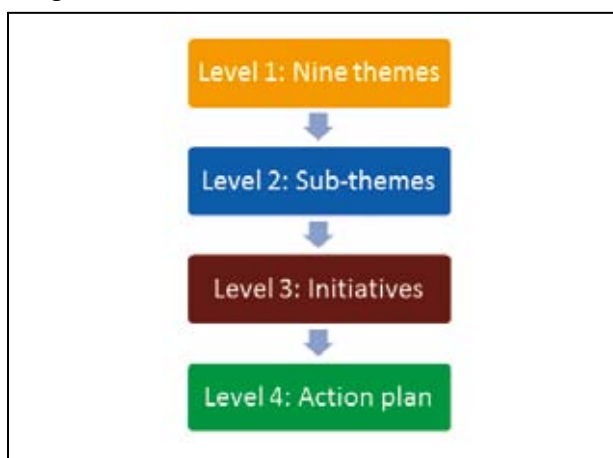 Level 1: Nine themes
Level 2: Sub-themes
Level 3: Initiatives
Level 4: Action plan